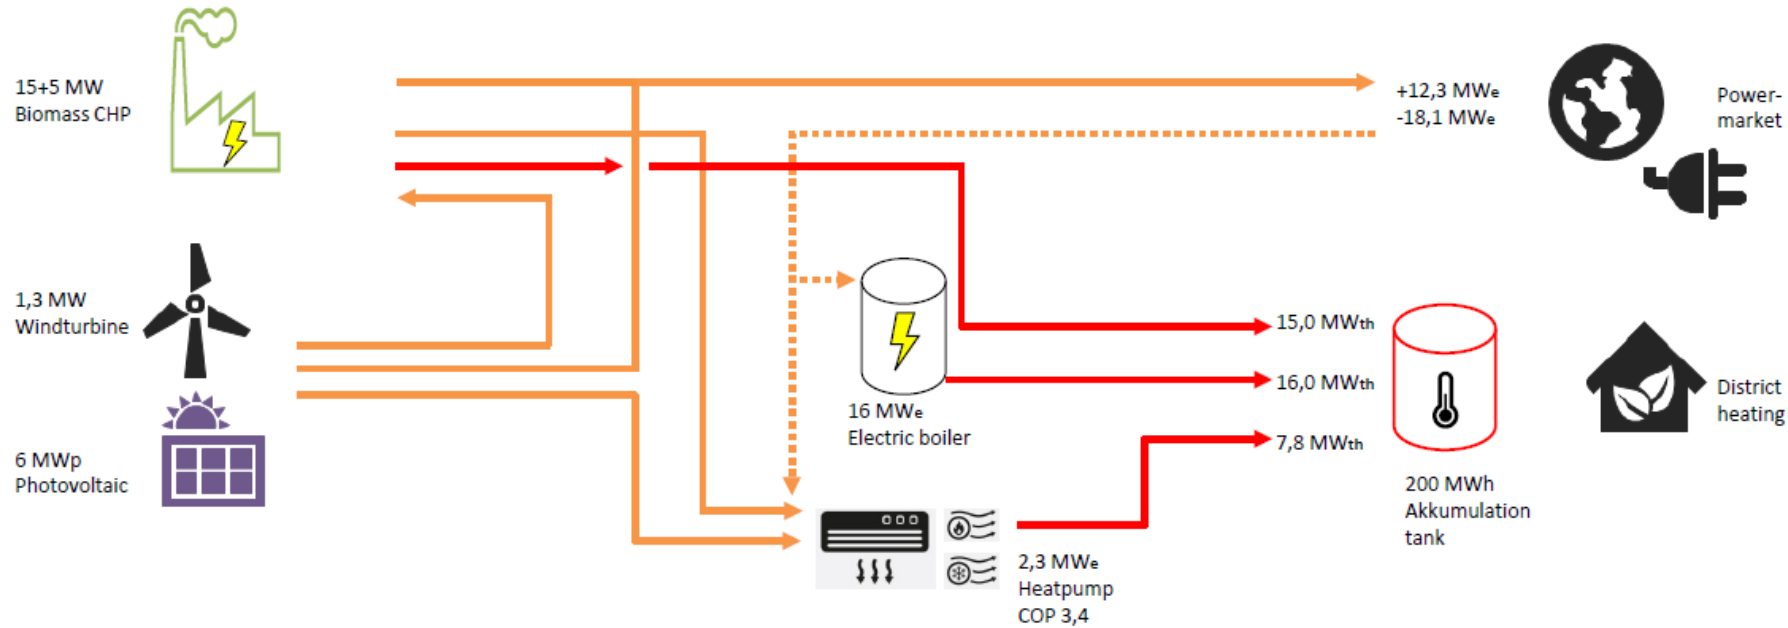 15+5 MW
Biomass CHP
+12,3 MWe
-18,1 MWe
Power-
market
1,3 MW
Windturbine
15,0 MWth
16,0 MWth
7,8 MWth
16 MWe
Electric boiler
District
heating
6 MWp
Photovoltaic
200 MWh
Akkumulation
tank
2,3 MWe
Heatpump
COP 3,4